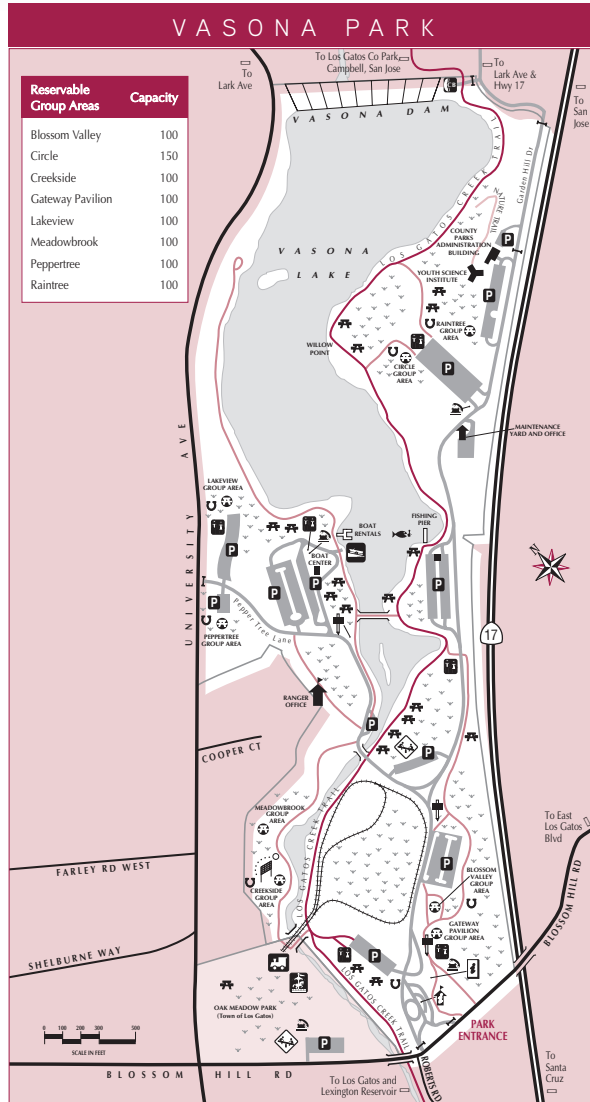 VASONA PARK
To Los Gatos Co Park
Campbell, San Jose
To
Lark Ave
To
Lark Ave &
Hwy 17
To
San
Jose
Reservable
Group Areas
Capacity
Blossom Valley 100
Circle 150
Creekside 100
Gateway Pavilion 100
Lakeview 100
Meadowbrook 100
Peppertree 100
Raintree 100
VASONA DAM
LOS GATOS CREEK TRAIL
Garden Hill Dr
NATURE TRAIL
COUNTY
PARKS
ADMINISTRATION
BUILDING
P
VASONA
LAKE
YOUTH SCIENCE
INSTITUTE
P
RAINTREE
GROUP
AREA
WILLOW
POINT
CIRCLE
GROUP
AREA
P
MAINTENANCE
YARD AND OFFICE
UNIVERSITY AVE
LAKEVIEW
GROUP AREA
BOAT
RENTALS
FISHING
PIER
P
BOAT
CENTER
P
P
P
P
Pepper Tree Lane
PEPPERTREE
GROUP AREA
N
17
RANGER
OFFICE
P
P
COOPER CT
MEADOWBROOK
GROUP
AREA
LOS GATOS CREEK TRAIL
To East
Los Gatos
Blvd
FARLEY RD WEST
CREEKSIDE
GROUP
AREA
P
BLOSSOM
VALLEY
GROUP
AREA
BLOSSOM HILL RD
GATEWAY
PAVILION
GROUP AREA
SHELBURNE WAY
P
LOS GATOS CREEK TRAIL
OAK MEADOW PARK
(Town of Los Gatos)
PARK
ENTRANCE
0 100 200 300 500
SCALE IN FEET
P
BLOSSOM HILL RD
ROBERTS RD
To Los Gatos and
Lexington Reservoir
To
Santa
Cruz